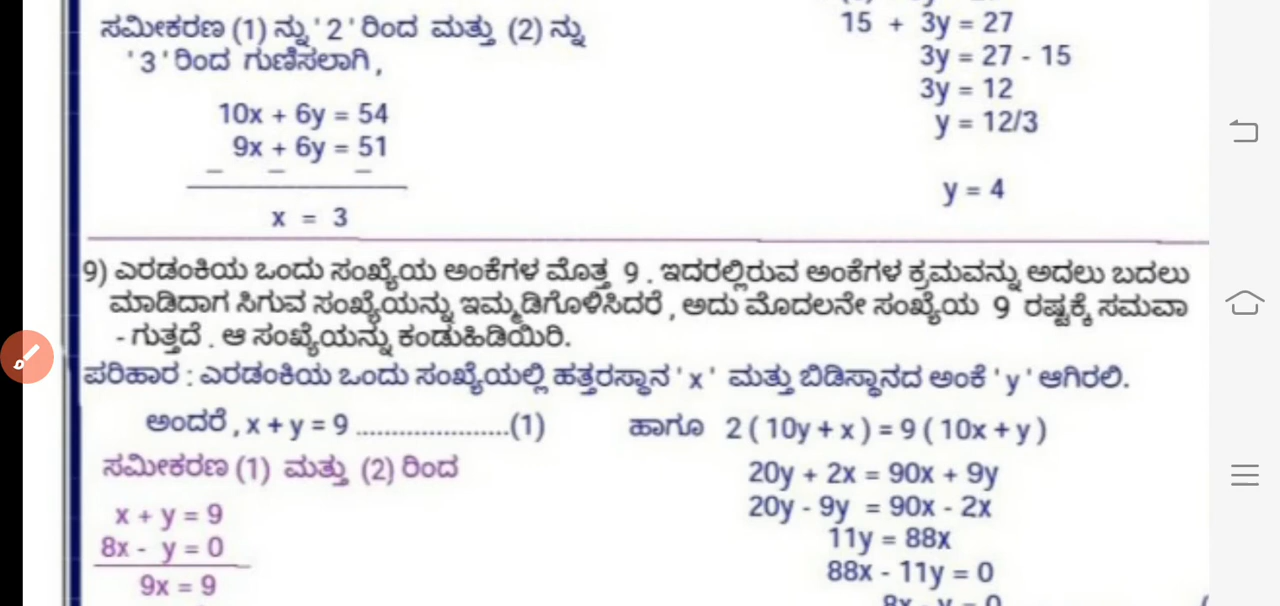 ಸಮೀಕರಣ (1) ನ್ನು ' 2 ' ರಿಂದ ಮತ್ತು (2) ನ್ನು
' 3 ' ರಿಂದ ಗುಣಿಸಲಾಗಿ ,
10x + 6y = 54
9x + 6y = 51
– – –
x = 3
15 + 3y = 27
3y = 27 - 15
3y = 12
y = 12/3
y = 4
9) ಎರಡಂಕಿಯ ಒಂದು ಸಂಖ್ಯೆಯ ಅಂಕೆಗಳ ಮೊತ್ತ 9 . ಇದರಲ್ಲಿರುವ ಅಂಕೆಗಳ ಕ್ರಮವನ್ನು ಅದಲು ಬದಲು
ಮಾಡಿದಾಗ ಸಿಗುವ ಸಂಖ್ಯೆಯನ್ನು ಇಮ್ಮಡಿಗೊಳಿಸಿದರೆ , ಅದು ಮೊದಲನೇ ಸಂಖ್ಯೆಯ 9 ರಷ್ಟಕ್ಕೆ ಸಮವಾ
- ಗುತ್ತದೆ . ಆ ಸಂಖ್ಯೆಯನ್ನು ಕಂಡುಹಿಡಿಯಿರಿ.
ಪರಿಹಾರ : ಎರಡಂಕಿಯ ಒಂದು ಸಂಖ್ಯೆಯಲ್ಲಿ ಹತ್ತರಸ್ಥಾನ ' x ' ಮತ್ತು ಬಿಡಿಸ್ಥಾನದ ಅಂಕೆ ' y ' ಆಗಿರಲಿ.
ಅಂದರೆ , x + y = 9 ......................(1) ಹಾಗೂ 2 ( 10y + x ) = 9 ( 10x + y )
ಸಮೀಕರಣ (1) ಮತ್ತು (2) ರಿಂದ
x + y = 9
8x - y = 0
9x = 9
20y + 2x = 90x + 9y
20y - 9y = 90x - 2x
11y = 88x
88x - 11y = 0
8x - y = 0